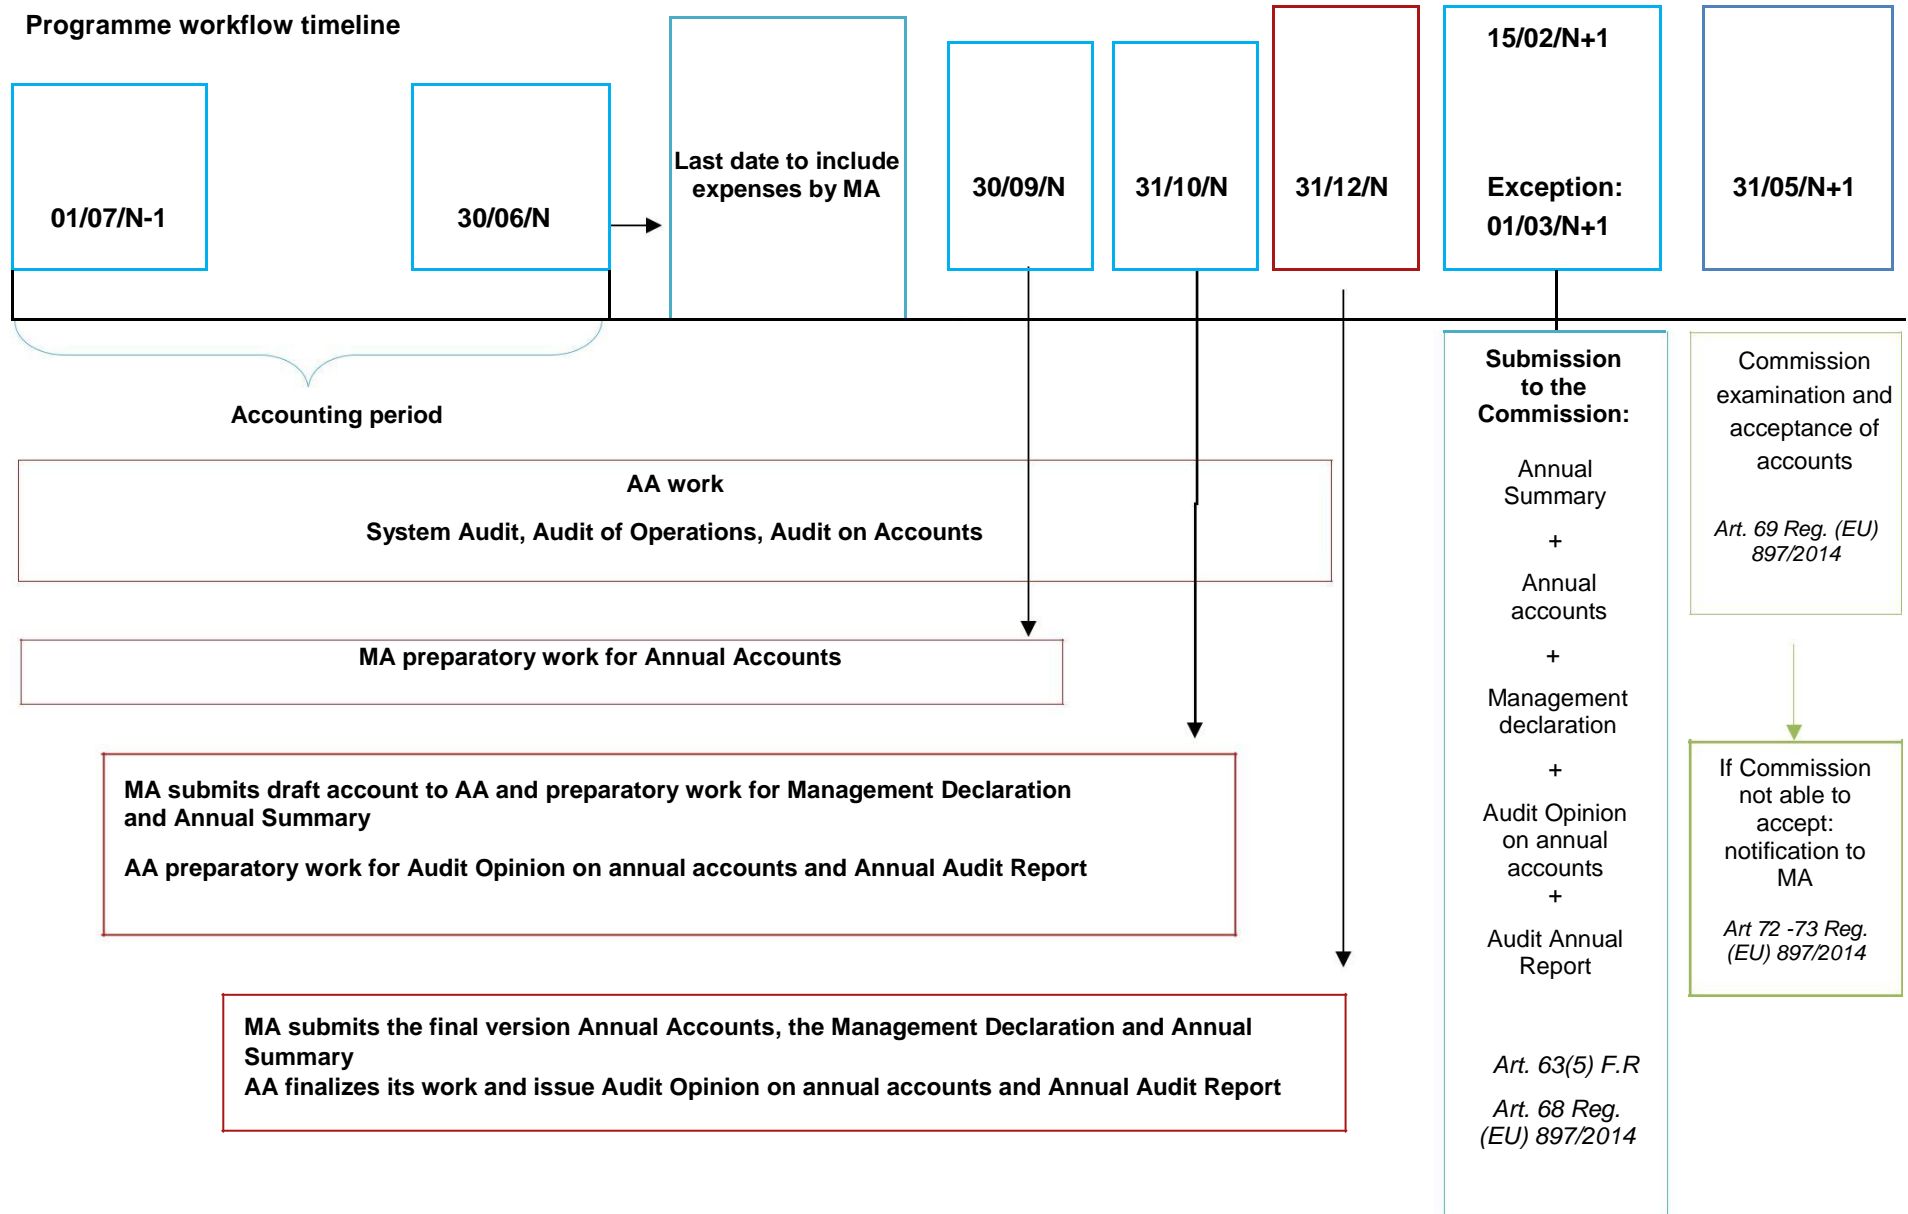 Programme workflow timeline
01/07/N-1
30/06/N
Last date to include
expenses by MA
30/09/N
31/10/N
31/12/N
15/02/N+1
Exception:
01/03/N+1
31/05/N+1
Accounting period
AA work
System Audit, Audit of Operations, Audit on Accounts
MA preparatory work for Annual Accounts
MA submits draft account to AA and preparatory work for Management Declaration
and Annual Summary
AA preparatory work for Audit Opinion on annual accounts and Annual Audit Report
MA submits the final version Annual Accounts, the Management Declaration and Annual
Summary
AA finalizes its work and issue Audit Opinion on annual accounts and Annual Audit Report
Submission
to the
Commission:
Annual
Summary
+
Annual
accounts
+
Management
declaration
+
Audit Opinion
on annual
accounts
+
Audit Annual
Report
Art. 63(5) F.R
Art. 68 Reg.
(EU) 897/2014
Commission
examination and
acceptance of
accounts
Art. 69 Reg. (EU)
897/2014
If Commission
not able to
accept:
notification to
MA
Art 72 -73 Reg.
(EU) 897/2014